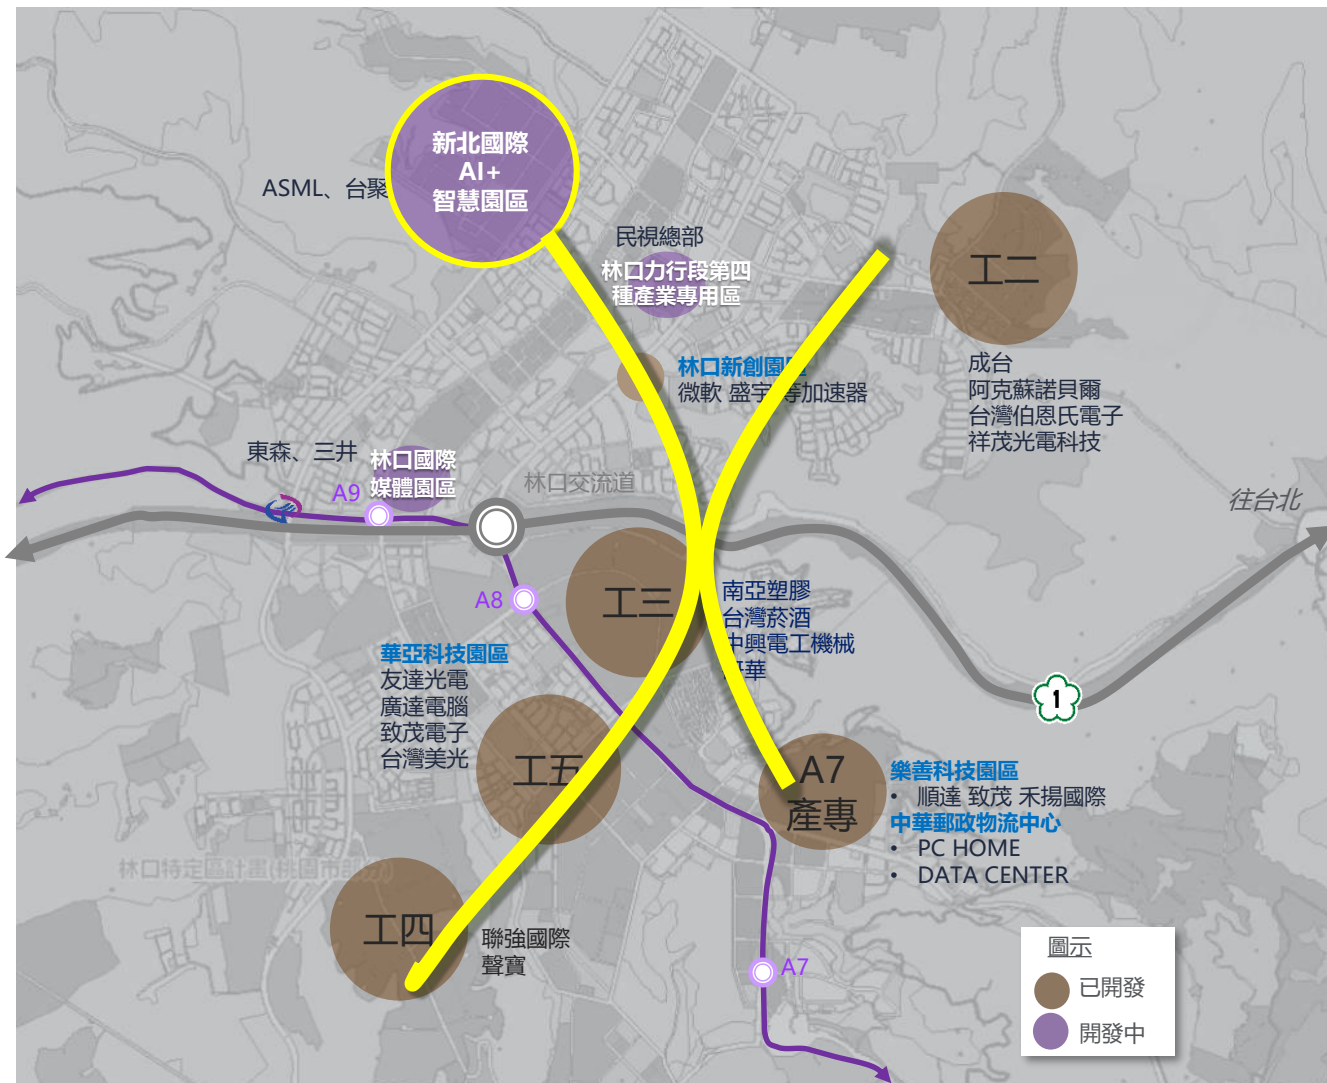 新北國際
AI+
智慧園區
ASML、台聚
民視總部
林口力行段第四
種產業專用區
工二
林口新創園
微軟 盛宇 等加速器
成台
阿克蘇諾貝爾
台灣伯恩氏電子
祥茂光電科技
東森、三井
林口國際
媒體園區
A9
林口交流道
往台北
A8
工三
南亞塑膠
台灣菸酒
中興電工機械
華
1
華亞科技園區
友達光電
廣達電腦
致茂電子
台灣美光
工五
A7
產專
樂善科技園區
• 順達 致茂 禾揚國際
中華郵政物流中心
• PC HOME
• DATA CENTER
林口特定區計畫(桃園市部分)
工四
聯強國際
聲寶
A7
圖示
已開發
開發中